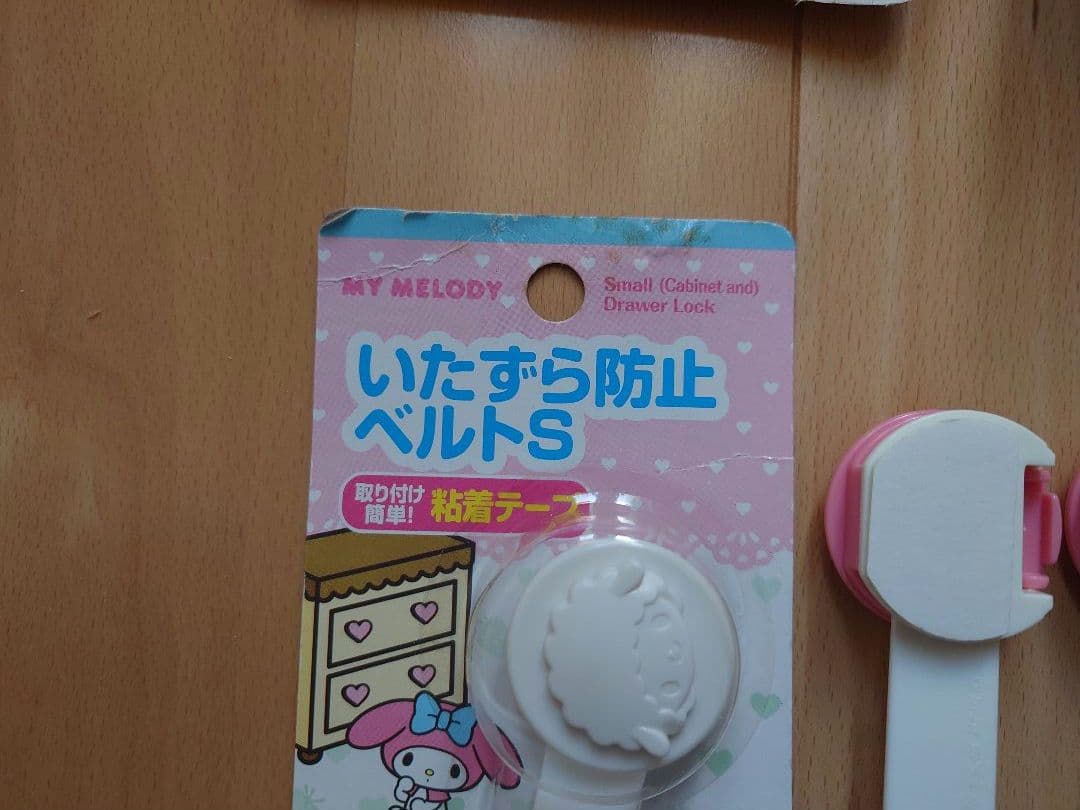 MY MELODY
Small (Cabinet and)
Drawer Lock
いたずら防止
ベルトS
取り付け
簡単!
粘着テープ